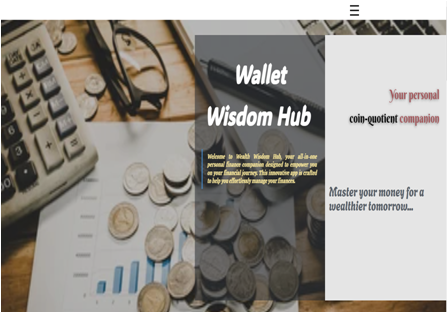 Wallet
Wisdom Hub
Welcome to Wealth Wisdom Hub, your all-in-one
personal finance companion designed to empower you
on your financial journey. This innovative app is crafted
to help you effortlessly manage your finances.
Your personal
coin-quotient companion
Master your money for a
wealthier tomorrow...